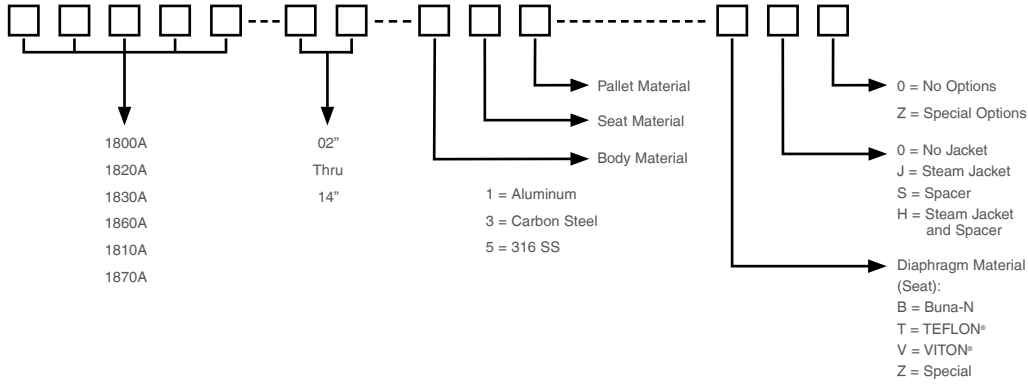 1800A
1820A
1830A
1860A
1810A
1870A
02”
Thru
14”
Pallet Material
Seat Material
Body Material
1 = Aluminum
3 = Carbon Steel
5 = 316 SS
0 = No Options
Z = Special Options
0 = No Jacket
J = Steam Jacket
S = Spacer
H = Steam Jacket
and Spacer
Diaphragm Material
(Seat):
B = Buna-N
T = TEFLON®
V = VITON®
Z = Special